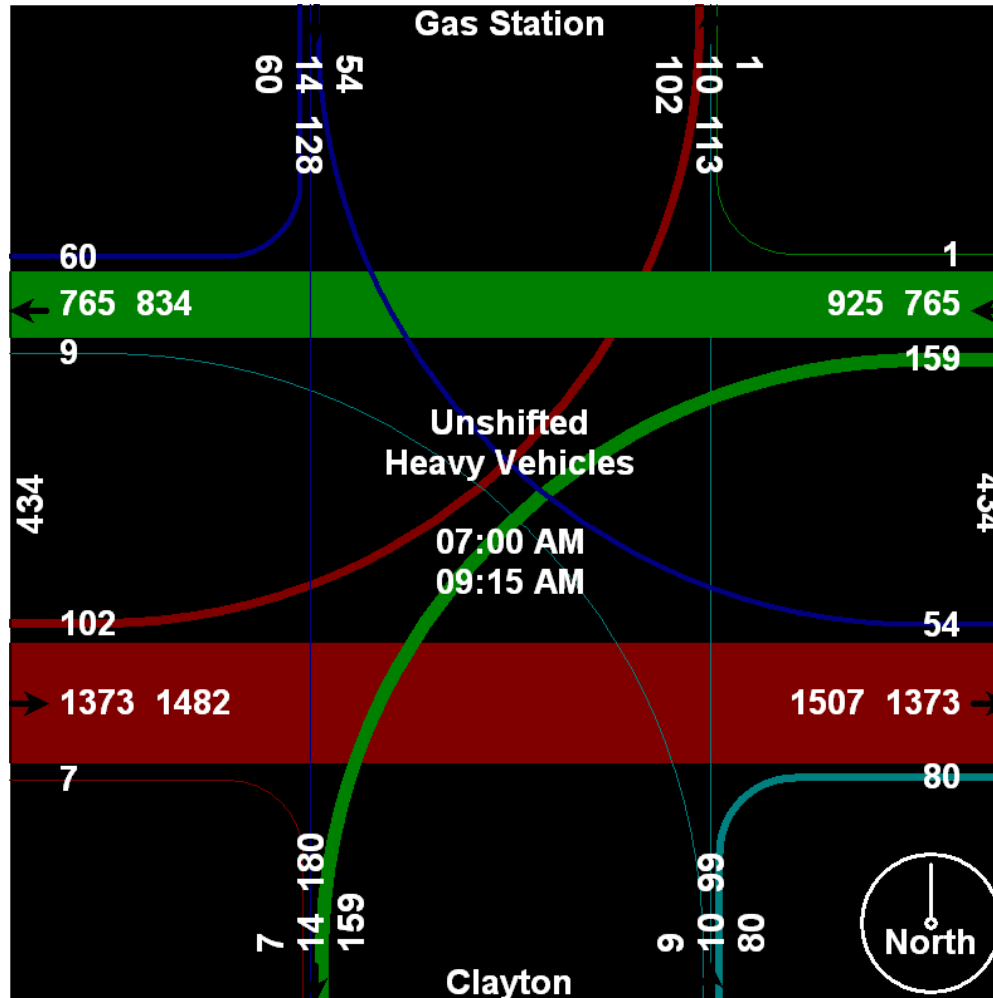 Gas Station
60 14 54
128
102 10 1
113
60
1
765 834
925 765
9
159
Unshifted
Heavy Vehicles
434
434
07:00 AM
09:15 AM
102
54
1373 1482
1507 1373
7
80
180
99
7 14 159
9 10 80
North
Clayton